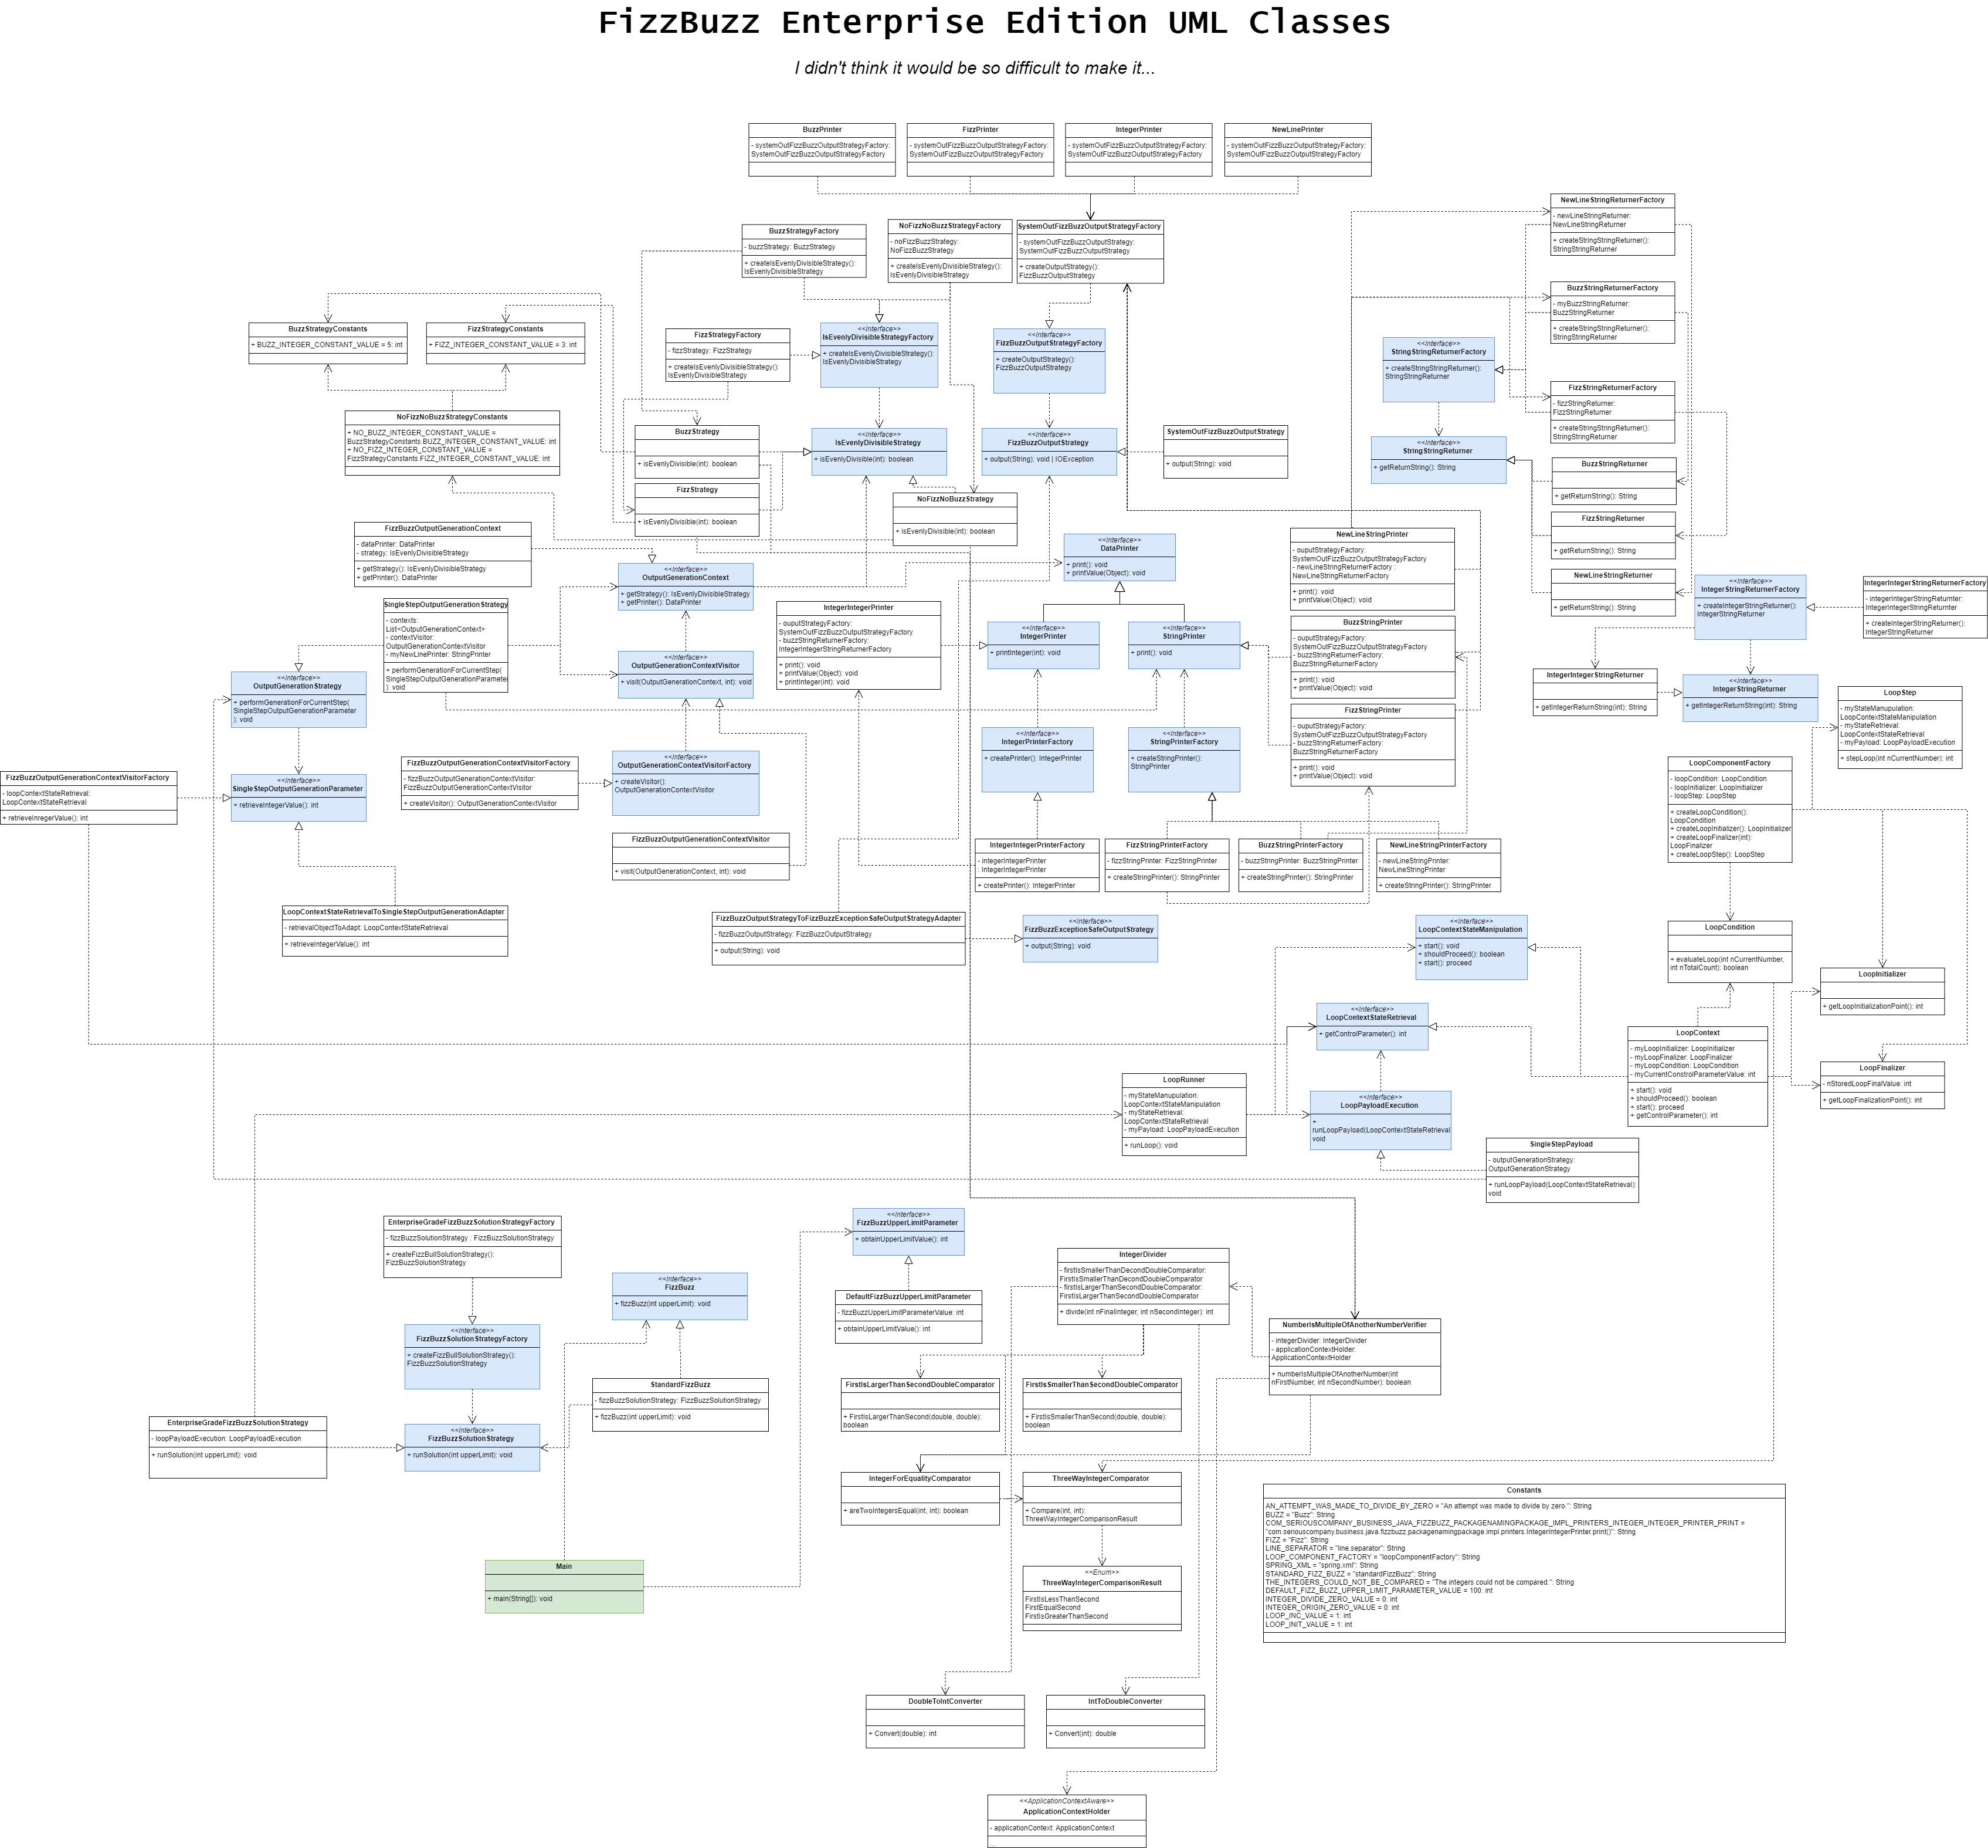 FizzBuzz Enterprise Edition UML Classes
I didn't think it would be so difficult to make it...
BuzzPrinter
- systemOutFizzBuzzOutputStrategyFactory:
SystemOutFizzBuzzOutputStrategyFactory
FizzPrinter
- systemOutFizzBuzzOutputStrategyFactory:
SystemOutFizzBuzzOutputStrategyFactory
IntegerPrinter
- systemOutFizzBuzzOutputStrategyFactory:
SystemOutFizzBuzzOutputStrategyFactory
NewLinePrinter
- systemOutFizzBuzzOutputStrategyFactory:
SystemOutFizzBuzzOutputStrategyFactory
BuzzStrategyFactory
- buzzStrategy: BuzzStrategy
+ createIsEvenlyDivisibleStrategy():
IsEvenlyDivisibleStrategy
NoFizzNoBuzzStrategyFactory
- noFizzBuzzStrategy:
NoFizzBuzzStrategy
+ createIsEvenlyDivisibleStrategy():
IsEvenlyDivisibleStrategy
SystemOutFizzBuzzOutputStrategyFactory
- systemOutFizzBuzzOutputStrategy:
SystemOutFizzBuzzOutputStrategy
+ createOutputStrategy():
FizzBuzzOutputStrategy
NewLineStringReturnerFactory
- newLineStringReturner:
NewLineStringReturner
+ createStringStringReturner():
StringStringReturner
BuzzStringReturnerFactory
- myBuzzStringReturner:
BuzzStringReturner
+ createStringStringReturner():
StringStringReturner
BuzzStrategyConstants
+ BUZZ_INTEGER_CONSTANT_VALUE = 5: int
FizzStrategyConstants
+ FIZZ_INTEGER_CONSTANT_VALUE = 3: int
FizzStrategyFactory
- fizzStrategy: FizzStrategy
+ createIsEvenlyDivisibleStrategy():
IsEvenlyDivisibleStrategy
<<Interface>>
IsEvenlyDivisibleStrategyFactory
+ createIsEvenlyDivisibleStrategy():
IsEvenlyDivisibleStrategy
<<Interface>>
FizzBuzzOutputStrategyFactory
+ createOutputStrategy():
FizzBuzzOutputStrategy
<<Interface>>
StringStringReturnerFactory
+ createStringStringReturner():
StringStringReturner
FizzStringReturnerFactory
- fizzStringReturner:
FizzStringReturner
+ createStringStringReturner():
StringStringReturner
NoFizzNoBuzzStrategyConstants
+ NO_BUZZ_INTEGER_CONSTANT_VALUE =
BuzzStrategyConstants.BUZZ_INTEGER_CONSTANT_VALUE: int
+ NO_FIZZ_INTEGER_CONSTANT_VALUE =
FizzStrategyConstants.FIZZ_INTEGER_CONSTANT_VALUE: int
BuzzStrategy
+ isEvenlyDivisible(int): boolean
<<Interface>>
IsEvenlyDivisibleStrategy
+ isEvenlyDivisible(int): boolean
<<Interface>>
FizzBuzzOutputStrategy
+ output(String): void | IOException
SystemOutFizzBuzzOutputStrategy
+ output(String): void
<<Interface>>
StringStringReturner
+ getReturnString(): String
BuzzStringReturner
+ getReturnString(): String
FizzStrategy
+ isEvenlyDivisible(int): boolean
NoFizzNoBuzzStrategy
+ isEvenlyDivisible(int): boolean
FizzStringReturner
+ getReturnString(): String
FizzBuzzOutputGenerationContext
- dataPrinter: DataPrinter
- strategy: IsEvenlyDivisibleStrategy
+ getStrategy(): IsEvenlyDivisibleStrategy
+ getPrinter(): DataPrinter
<<Interface>>
OutputGenerationContext
+ getStrategy(): IsEvenlyDivisibleStrategy
+ getPrinter(): DataPrinter
<<Interface>>
DataPrinter
+ print(): void
+ printValue(Object): void
NewLineStringPrinter
- ouputStrategyFactory:
SystemOutFizzBuzzOutputStrategyFactory
- newLineStringReturnerFactory:
NewLineStringReturnerFactory
+ print(): void
+ printValue(Object): void
NewLineStringReturner
+ getReturnString(): String
<<Interface>>
IntegerStringReturnerFactory
+ createIntegerStringReturner():
IntegerStringReturner
IntegerIntegerStringReturnerFactory
- integerIntegerStringReturnter:
IntegerIntegerStringReturnter
+ createIntegerStringReturner():
IntegerStringReturner
SingleStepOutputGenerationStrategy
- contexts:
List<OutputGenerationContext>
- contextVisitor:
OutputGenerationContextVisitor
- myNewLinePrinter: StringPrinter
+ performGenerationForCurrentStep(
SingleStepOutputGenerationParameter
): void
IntegerIntegerPrinter
- ouputStrategyFactory:
SystemOutFizzBuzzOutputStrategyFactory
- buzzStringReturnerFactory:
IntegerIntegerStringReturnerFactory
+ print(): void
+ printValue(Object): void
+ printInteger(int): void
<<Interface>>
IntegerPrinter
+ printInteger(int): void
<<Interface>>
StringPrinter
+ print(): void
BuzzStringPrinter
- ouputStrategyFactory:
SystemOutFizzBuzzOutputStrategyFactory
- buzzStringReturnerFactory:
BuzzStringReturnerFactory
+ print(): void
+ printValue(Object): void
<<Interface>>
OutputGenerationContextVisitor
+ visit(OutputGenerationContext, int): void
<<Interface>>
OutputGenerationStrategy
+ performGenerationForCurrentStep(
SingleStepOutputGenerationParameter
): void
IntegerIntegerStringReturner
+ getIntegerReturnString(int): String
<<Interface>>
IntegerStringReturner
+ getIntegerReturnString(int): String
LoopStep
- myStateManupulation:
LoopContextStateManipulation
- myStateRetrieval:
LoopContextStateRetrieval
- myPayload: LoopPayloadExecution
+ stepLoop(int nCurrentNumber): int
FizzStringPrinter
- ouputStrategyFactory:
SystemOutFizzBuzzOutputStrategyFactory
- buzzStringReturnerFactory:
BuzzStringReturnerFactory
+ print(): void
+ printValue(Object): void
<<Interface>>
IntegerPrinterFactory
+ createPrinter(): IntegerPrinter
<<Interface>>
StringPrinterFactory
+ createStringPrinter():
StringPrinter
FizzBuzzOutputGenerationContextVisitorFactory
- fizzBuzzOutputGenerationContextVisitor:
FizzBuzzOutputGenerationContextVisitor
+ createVisitor(): OutputGenerationContextVisitor
<<Interface>>
OutputGenerationContextVisitorFactory
+ createVisitor():
OutputGenerationContextVisitor
LoopComponentFactory
- loopCondition: LoopCondition
- loopInitializer: LoopInitializer
- loopStep: LoopStep
+ createLoopCondition():
LoopCondition
+ createLoopInitializer(): LoopInitializer
+ createLoopFinalizer(int):
LoopFinalizer
+ createLoopStep(): LoopStep
FizzBuzzOutputGenerationContextVisitorFactory
- loopContextStateRetrieval:
LoopContextStateRetrieval
+ retrieveInregerValue(): int
<<Interface>>
SingleStepOutputGenerationParameter
+ retrieveIntegerValue(): int
FizzBuzzOutputGenerationContextVisitor
+ visit(OutputGenerationContext, int): void
IntegerIntegerPrinterFactory
- integerIntegerPrinter
: IntegerIntegerPrinter
+ createPrinter(): IntegerPrinter
FizzStringPrinterFactory
- fizzStringPrinter: FizzStringPrinter
+ createStringPrinter(): StringPrinter
BuzzStringPrinterFactory
- buzzStringPrinter: BuzzStringPrinter
+ createStringPrinter(): StringPrinter
NewLineStringPrinterFactory
- newLineStringPrinter:
NewLineStringPrinter
+ createStringPrinter(): StringPrinter
LoopContextStateRetrievalToSingleStepOutputGenerationAdapter
- retrievalObjectToAdapt: LoopContextStateRetrieval
+ retrieveIntegerValue(): int
FizzBuzzOutputStrategyToFizzBuzzExceptionSafeOutputStrategyAdapter
- fizzBuzzOutputStrategy: FizzBuzzOutputStrategy
+ output(String): void
<<Interface>>
FizzBuzzExceptionSafeOutputStrategy
+ output(String): void
<<Interface>>
LoopContextStateManipulation
+ start(): void
+ shouldProceed(): boolean
+ start(): proceed
LoopCondition
+ evaluateLoop(int nCurrentNumber,
int nTotalCount): boolean
LoopInitializer
+ getLoopInitializationPoint(): int
<<Interface>>
LoopContextStateRetrieval
+ getControlParameter(): int
LoopContext
- myLoopInitializer: LoopInitializer
- myLoopFinalizer: LoopFinalizer
- myLoopCondition: LoopCondition
- myCurrentConstrolParameterValue: int
+ start(): void
+ shouldProceed(): boolean
+ start(): proceed
+ getControlParameter(): int
LoopFinalizer
- nStoredLoopFinalValue: int
+ getLoopFinalizationPoint(): int
LoopRunner
- myStateManupulation:
LoopContextStateManipulation
- myStateRetrieval:
LoopContextStateRetrieval
- myPayload: LoopPayloadExecution
+ runLoop(): void
<<Interface>>
LoopPayloadExecution
+
runLoopPayload(LoopContextStateRetrieval
void
SingleStepPayload
- outputGenerationStrategy:
OutputGenerationStrategy
+ runLoopPayload(LoopContextStateRetrieval):
void
EnterpriseGradeFizzBuzzSolutionStrategyFactory
- fizzBuzzSolutionStrategy : FizzBuzzSolutionStrategy
+ createFizzBullSolutionStrategy():
FizzBuzzSolutionStrategy
<<Interface>>
FizzBuzzUpperLimitParameter
+ obtainUpperLimitValue(): int
<<Interface>>
FizzBuzz
+ fizzBuzz(int upperLimit): void
IntegerDivider
- firstIsSmallerThanDecondDoubleComparator:
FirstIsSmallerThanDecondDoubleComparator
- firstIsLargerThanSecondDoubleComparator:
FirstIsLargerThanSecondDoubleComparator
+ divide(int nFinalInteger, int nSecondInteger): int
DefaultFizzBuzzUpperLimitParameter
- fizzBuzzUpperLimitParameterValue: int
+ obtainUpperLimitValue(): int
<<Interface>>
FizzBuzzSolutionStrategyFactory
+ createFizzBullSolutionStrategy():
FizzBuzzSolutionStrategy
NumberIsMultipleOfAnotherNumberVerifier
- integerDivider: IntegerDivider
- applicationContextHolder:
ApplicationContextHolder
+ numberIsMultipleOfAnotherNumber(int
nFirstNumber, int nSecondNumber): boolean
StandardFizzBuzz
- fizzBuzzSolutionStrategy: FizzBuzzSolutionStrategy
+ fizzBuzz(int upperLimit): void
FirstIsLargerThanSecondDoubleComparator
+ FirstIsLargerThanSecond(double, double):
boolean
FirstIsSmallerThanSecondDoubleComparator
+ FirstIsSmallerThanSecond(double, double):
boolean
EnterpriseGradeFizzBuzzSolutionStrategy
- loopPayloadExecution: LoopPayloadExecution
+ runSolution(int upperLimit): void
<<Interface>>
FizzBuzzSolutionStrategy
+ runSolution(int upperLimit): void
IntegerForEqualityComparator
+ areTwoIntegersEqual(int, int): boolean
ThreeWayIntegerComparator
+ Compare(int, int):
ThreeWayIntegerComparisonResult
Constants
AN_ATTEMPT_WAS_MADE_TO_DIVIDE_BY_ZERO = "An attempt was made to divide by zero.": String
BUZZ = "Buzz": String
COM_SERIOUSCOMPANY_BUSINESS_JAVA_FIZZBUZZ_PACKAGENAMINGPACKAGE_IMPL_PRINTERS_INTEGER_INTEGER_PRINTER_PRINT =
"com.seriouscompany.business.java.fizzbuzz.packagenamingpackage.impl.printers.IntegerIntegerPrinter.print()": String
FIZZ = "Fizz": String
LINE_SEPARATOR = "line.separator": String
LOOP_COMPONENT_FACTORY = "loopComponentFactory": String
SPRING_XML = "spring.xml": String
STANDARD_FIZZ_BUZZ = "standardFizzBuzz": String
THE_INTEGERS_COULD_NOT_BE_COMPARED = "The integers could not be compared.": String
DEFAULT_FIZZ_BUZZ_UPPER_LIMIT_PARAMETER_VALUE = 100: int
INTEGER_DIVIDE_ZERO_VALUE = 0: int
INTEGER_ORIGIN_ZERO_VALUE = 0: int
LOOP_INC_VALUE = 1: int
LOOP_INIT_VALUE = 1: int
Main
+ main(String[]): void
<<Enum>>
ThreeWayIntegerComparisonResult
FirstIsLessThanSecond
FirstEqualSecond
FirstIsGreaterThanSecond
DoubleToIntConverter
+ Convert(double): int
IntToDoubleConverter
+ Convert(int): double
<<ApplicationContextAware>>
ApplicationContextHolder
- applicationContext: ApplicationContext